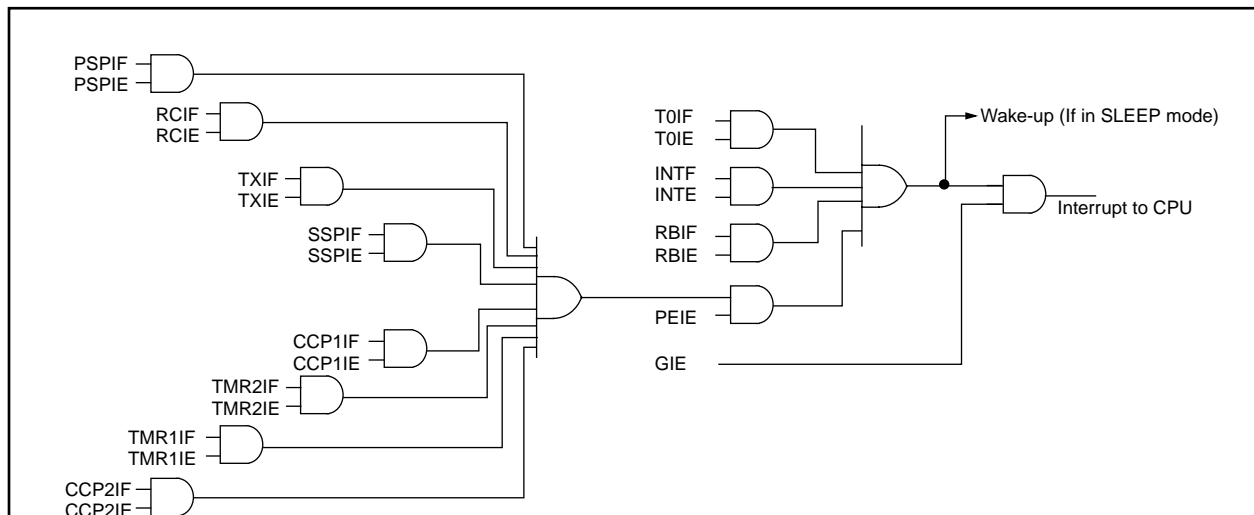 PSPIF
PSPIE
RCIF
RCIE
TXIF
TXIE
SSPIF
SSPIE
CCP1IF
CCP1IE
TMR2IF
TMR2IE
TMR1IF
TMR1IE
CCP2IF
CCP2IE
T0IF
T0IE
INTF
INTE
RBIF
RBIE
PEIE
GIE
Wake-up (If in SLEEP mode)
Interrupt to CPU